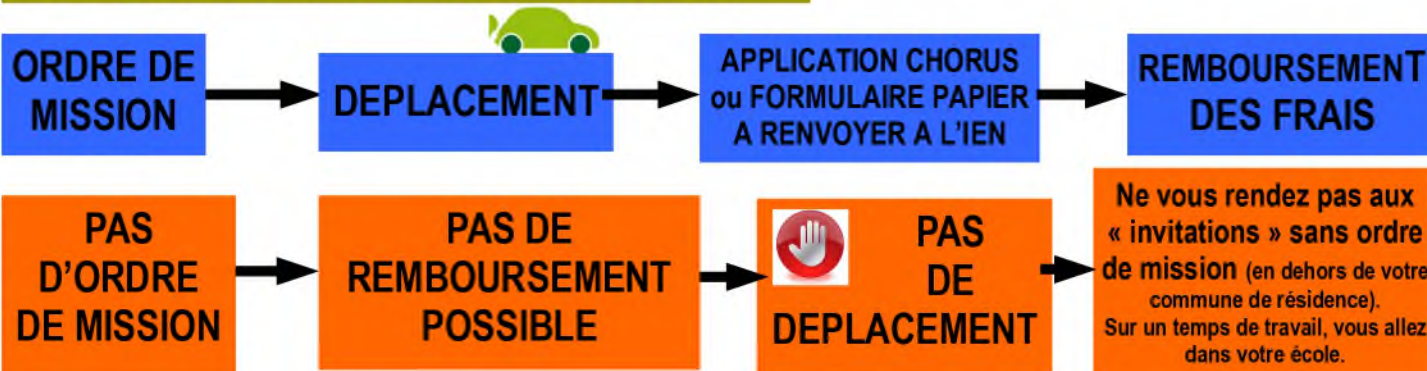 ORDRE DE
MISSION
DEPLACEMENT
APPLICATION CHORUS
ou FORMULAIRE PAPIER
A RENVOYER A L'IEN
REMBOURSEMENT
DES FRAIS
PAS
D'ORDRE
DE MISSION
PAS DE
REMBOURSEMENT
POSSIBLE
PAS
DE
DEPLACEMENT
Ne vous rendez pas aux
« invitations » sans ordre
de mission (en dehors de votre
commune de résidence).
Sur un temps de travail, vous allez
dans votre école.